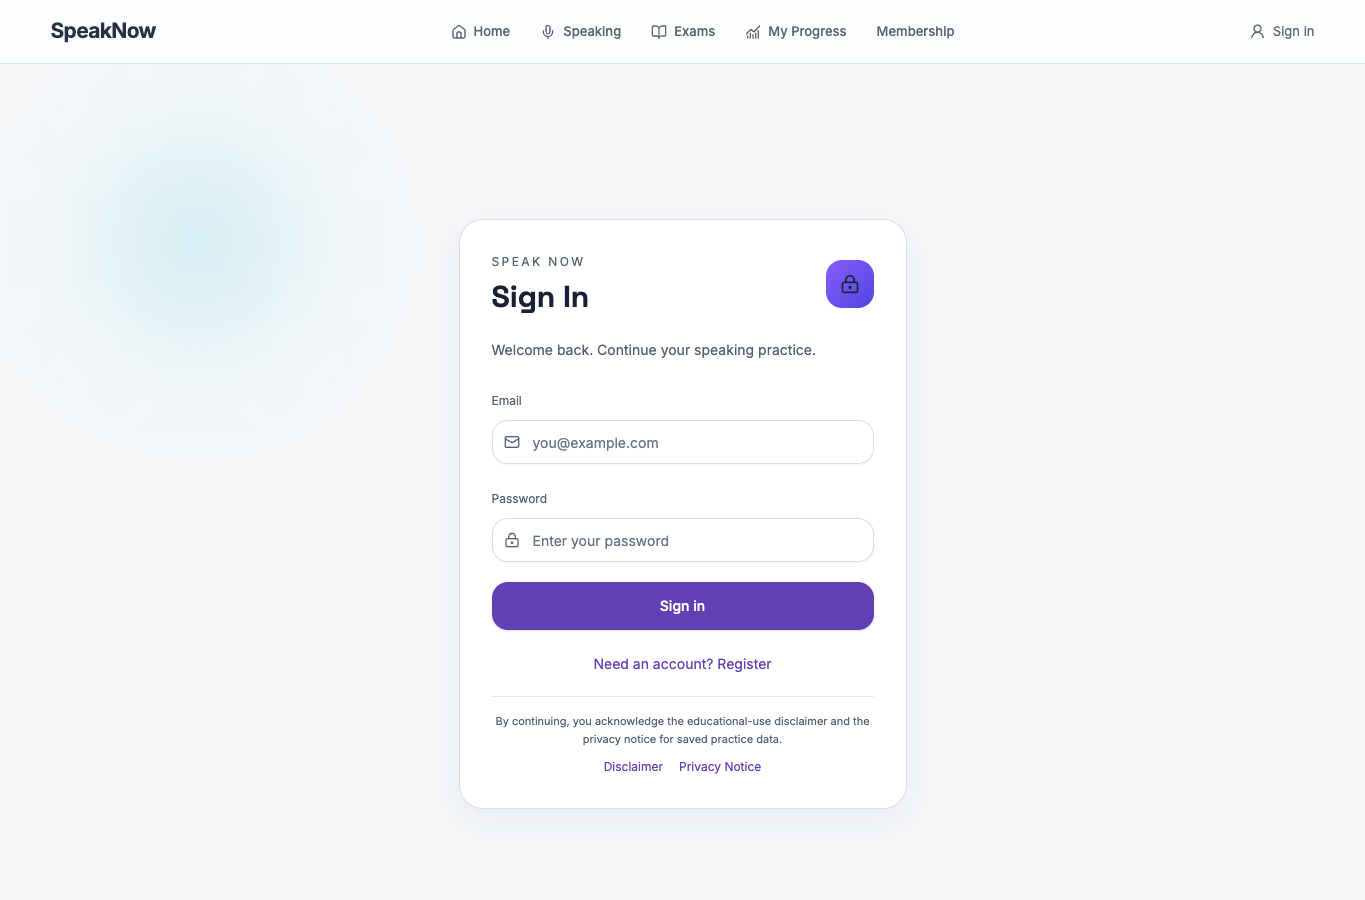 SpeakNow
Home
Speaking
Exams
My Progress
Membership
Sign In
SPEAK NOW
Sign In
Welcome back. Continue your speaking practice.
Email
you@example.com
Password
Enter your password
Sign in
Need an account? Register
By continuing, you acknowledge the educational-use disclaimer and the
privacy notice for saved practice data.
Disclaimer
Privacy Notice